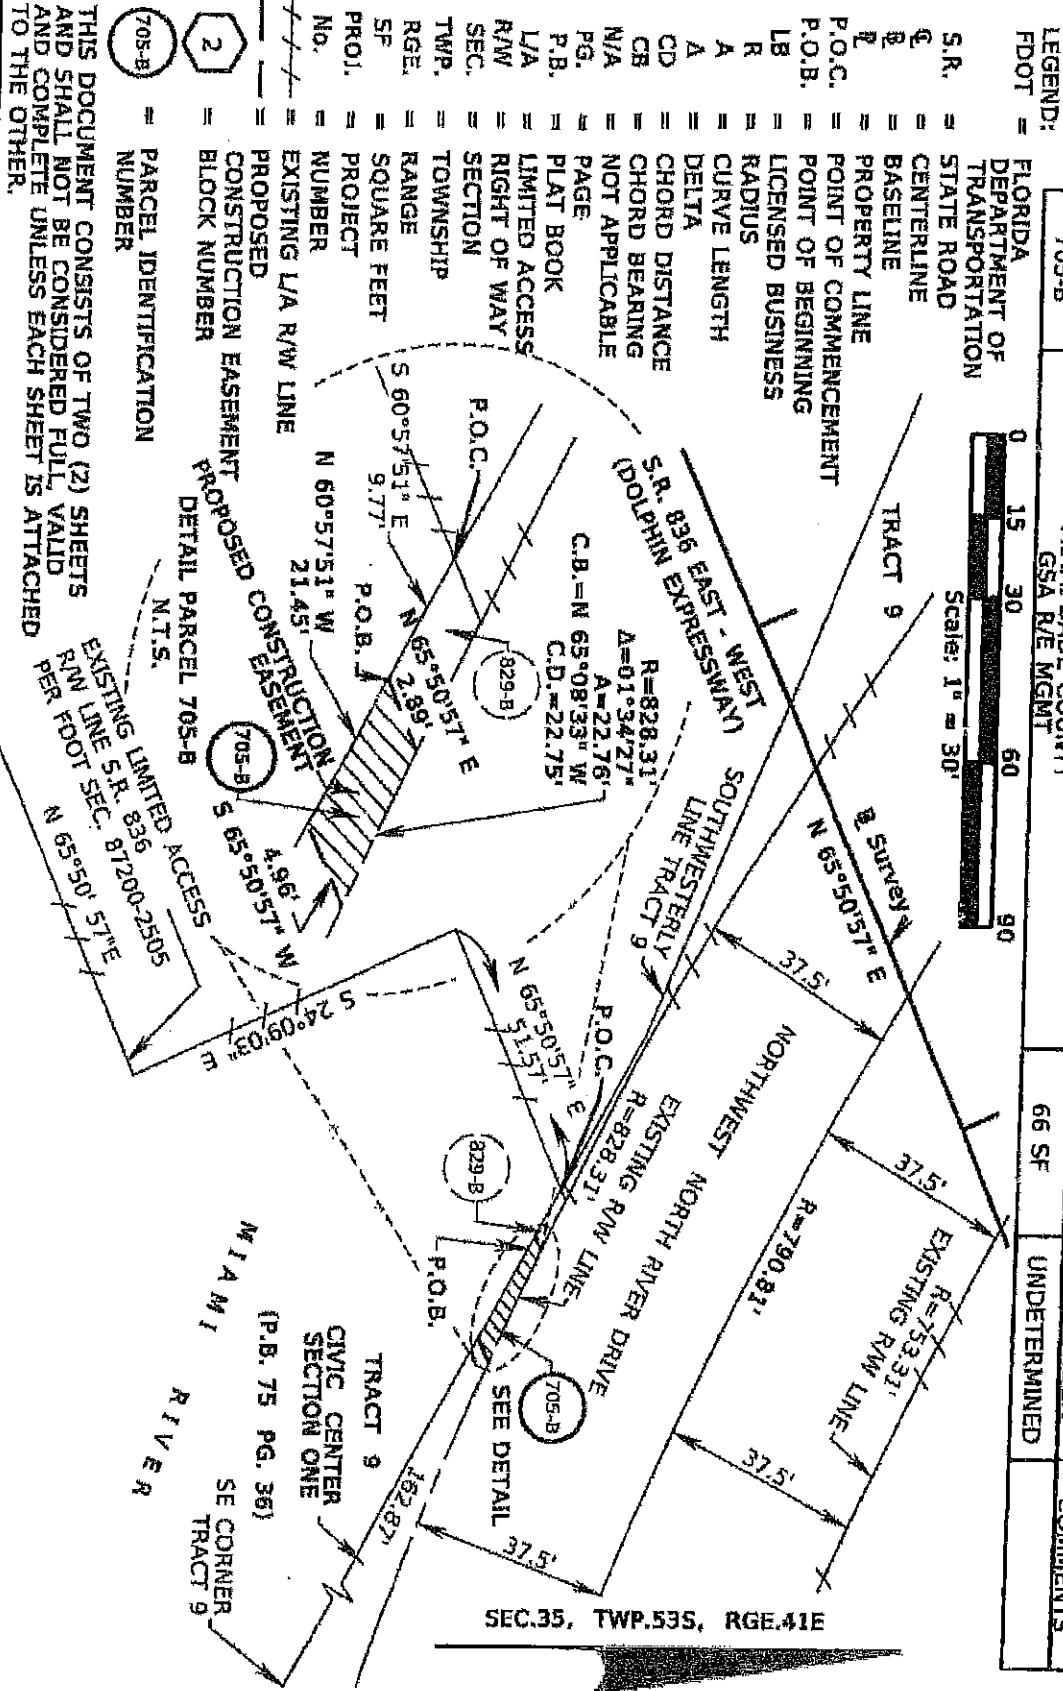 705-B
GSA R/E MGMT
66 SF
UNDETERMINED
COMMENTS
LEGEND:
FDOT = FLORIDA
DEPARTMENT OF
TRANSPORTATION
S.R. = STATE ROAD
℄ = CENTERLINE
= BASELINE
= PROPERTY LINE
P.O.C. = POINT OF COMMENCEMENT
P.O.B. = POINT OF BEGINNING
LB = LICENSED BUSINESS
R = RADIUS
A = CURVE LENGTH
Δ = DELTA
CD = CHORD DISTANCE
CB = CHORD BEARING
N/A = NOT APPLICABLE
PG. = PAGE
P.B. = PLAT BOOK
L/A = LIMITED ACCESS
R/W = RIGHT OF WAY
SEC. = SECTION
TWP. = TOWNSHIP
RGE. = RANGE
SF = SQUARE FEET
PROJ. = PROJECT
No. = NUMBER
= EXISTING L/A R/W LINE
= PROPOSED
CONSTRUCTION EASEMENT
2 = BLOCK NUMBER
705-B = PARCEL IDENTIFICATION
NUMBER
THIS DOCUMENT CONSISTS OF TWO (2) SHEETS
AND SHALL NOT BE CONSIDERED FULL, VALID
AND COMPLETE UNLESS EACH SHEET IS ATTACHED
TO THE OTHER.
0 15 30 60 90
Scale: 1" = 30'
TRACT 9
S.R. 836 EAST - WEST
(DOLPHIN EXPRESSWAY)
Survey
N 65°50'57" E
SOUTHWESTERLY
LINE TRACT 9
37.5'
37.5'
37.5'
37.5'
NORTHWEST NORTH RIVER DRIVE
R=790.81'
EXISTING R/W LINE
R=753.31'
EXISTING R/W LINE
R=828.31'
P.O.C.
N 65°50'57" E
51.57'
S 24°09'03" E
829-B
P.O.B.
705-B
SEE DETAIL
162.87'
TRACT 9
CIVIC CENTER
SECTION ONE
(P.B. 75 PG. 36)
SE CORNER
TRACT 9
MIAMI RIVER
P.O.C.
S 60°57'51" E
9.77'
N 60°57'51" W
21.45'
P.O.B.
N 65°50'57" E
2.89'
829-B
R=828.31'
Δ=01°34'27"
A=22.76'
C.B.=N 65°08'33" W
C.D.=22.75'
PROPOSED CONSTRUCTION
EASEMENT
705-B
4.96'
S 65°50'57" W
DETAIL PARCEL 705-B
N.T.S.
EXISTING LIMITED ACCESS
R/W LINE S.R. 836
PER FDOT SEC. 87200-2505
N 65°50' 57"E
SEC.35, TWP.53S, RGE.41E